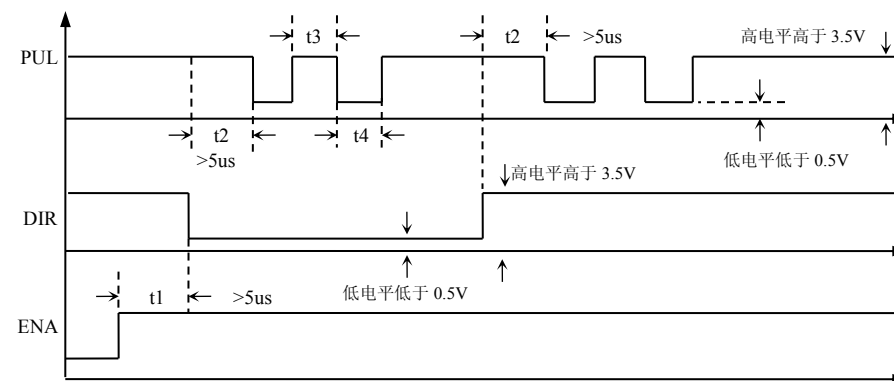 t3
t2
>5us
高电平高于 3.5V
PUL
t2
t4
>5us
低电平低于 0.5V
高电平高于 3.5V
DIR
t1
>5us
低电平低于 0.5V
ENA